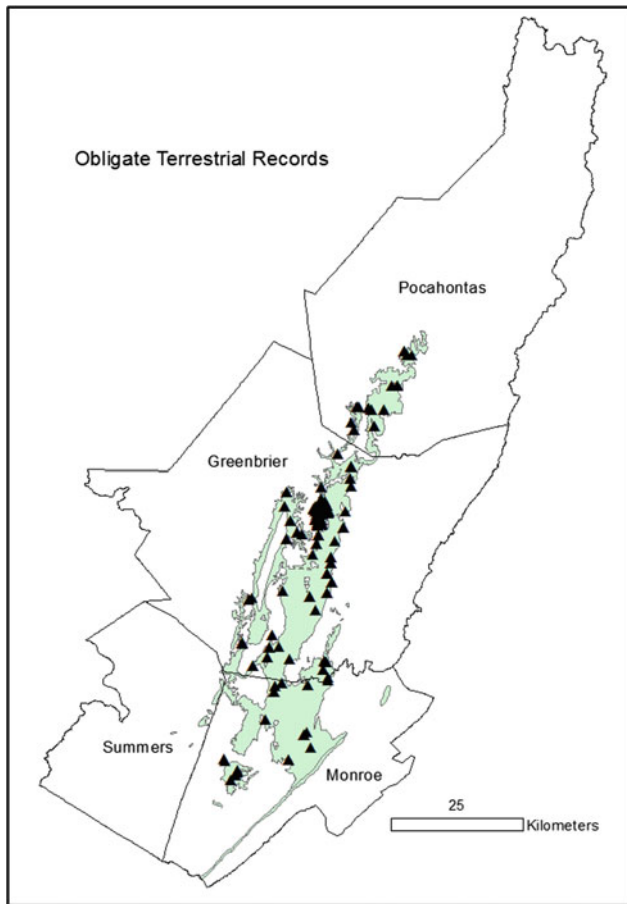 Obligate Terrestrial Records
Pocahontas
Greenbrier
Summers
Monroe
25
Kilometers